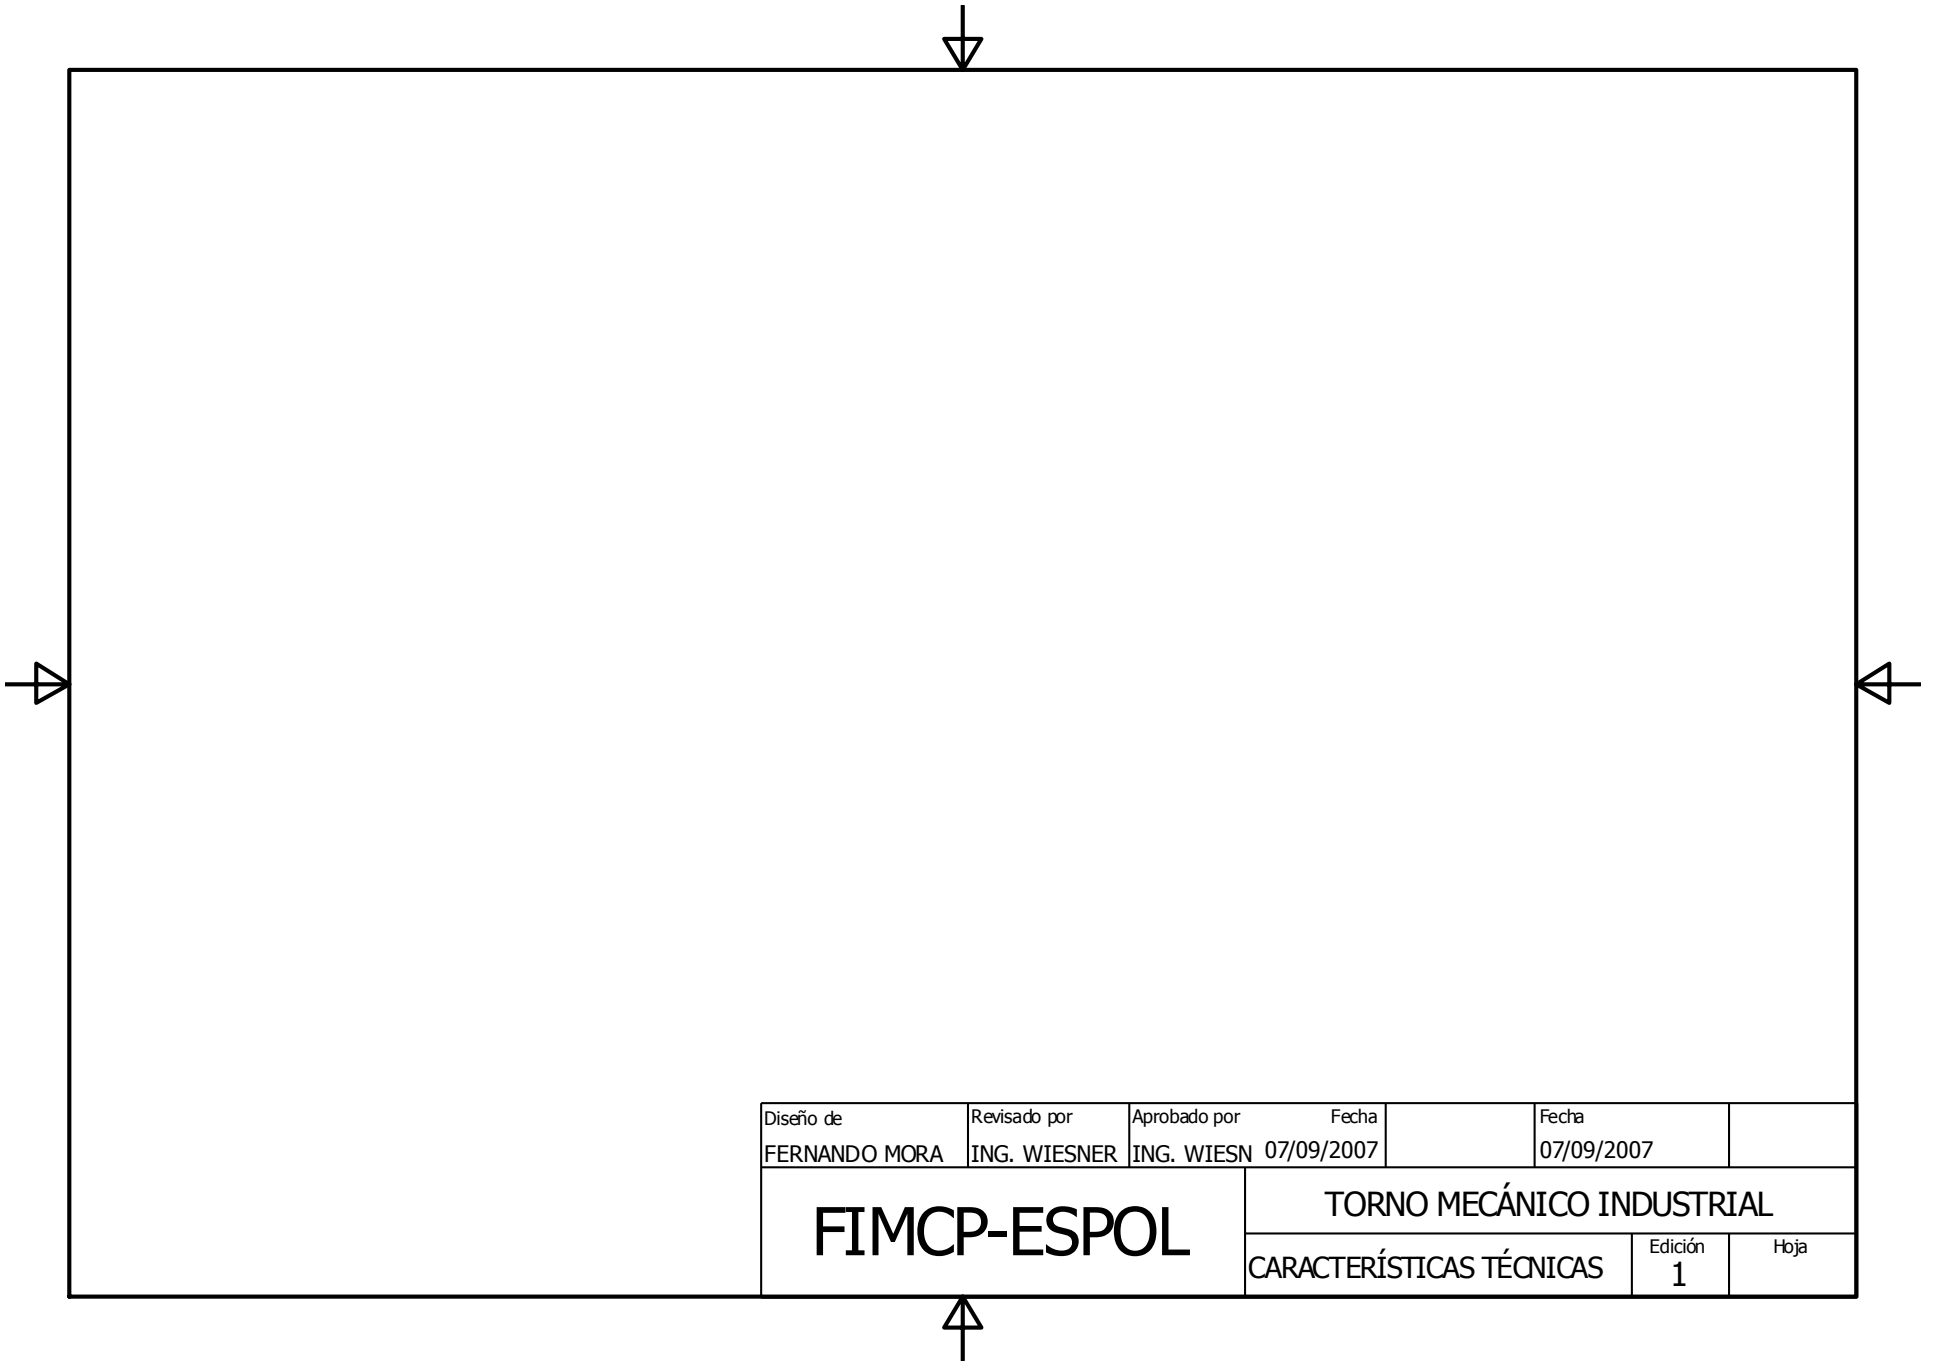 Diseño de
FERNANDO MORA
Revisado por
ING. WIESNER
Aprobado por
ING. WIESN
Fecha
07/09/2007
Fecha
07/09/2007
FIMCP-ESPOL
TORNO MECÁNICO INDUSTRIAL
CARACTERÍSTICAS TÉCNICAS
Edición
1
Hoja